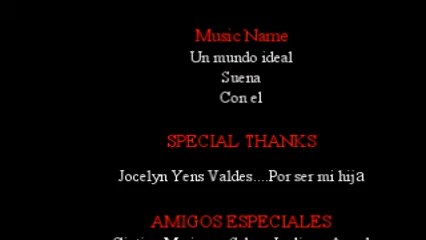 Music Name
Un mundo ideal
Suena
Con el
SPECIAL THANKS
Jocelyn Yens Valdes....Por ser mi hija
AMIGOS ESPECIALES